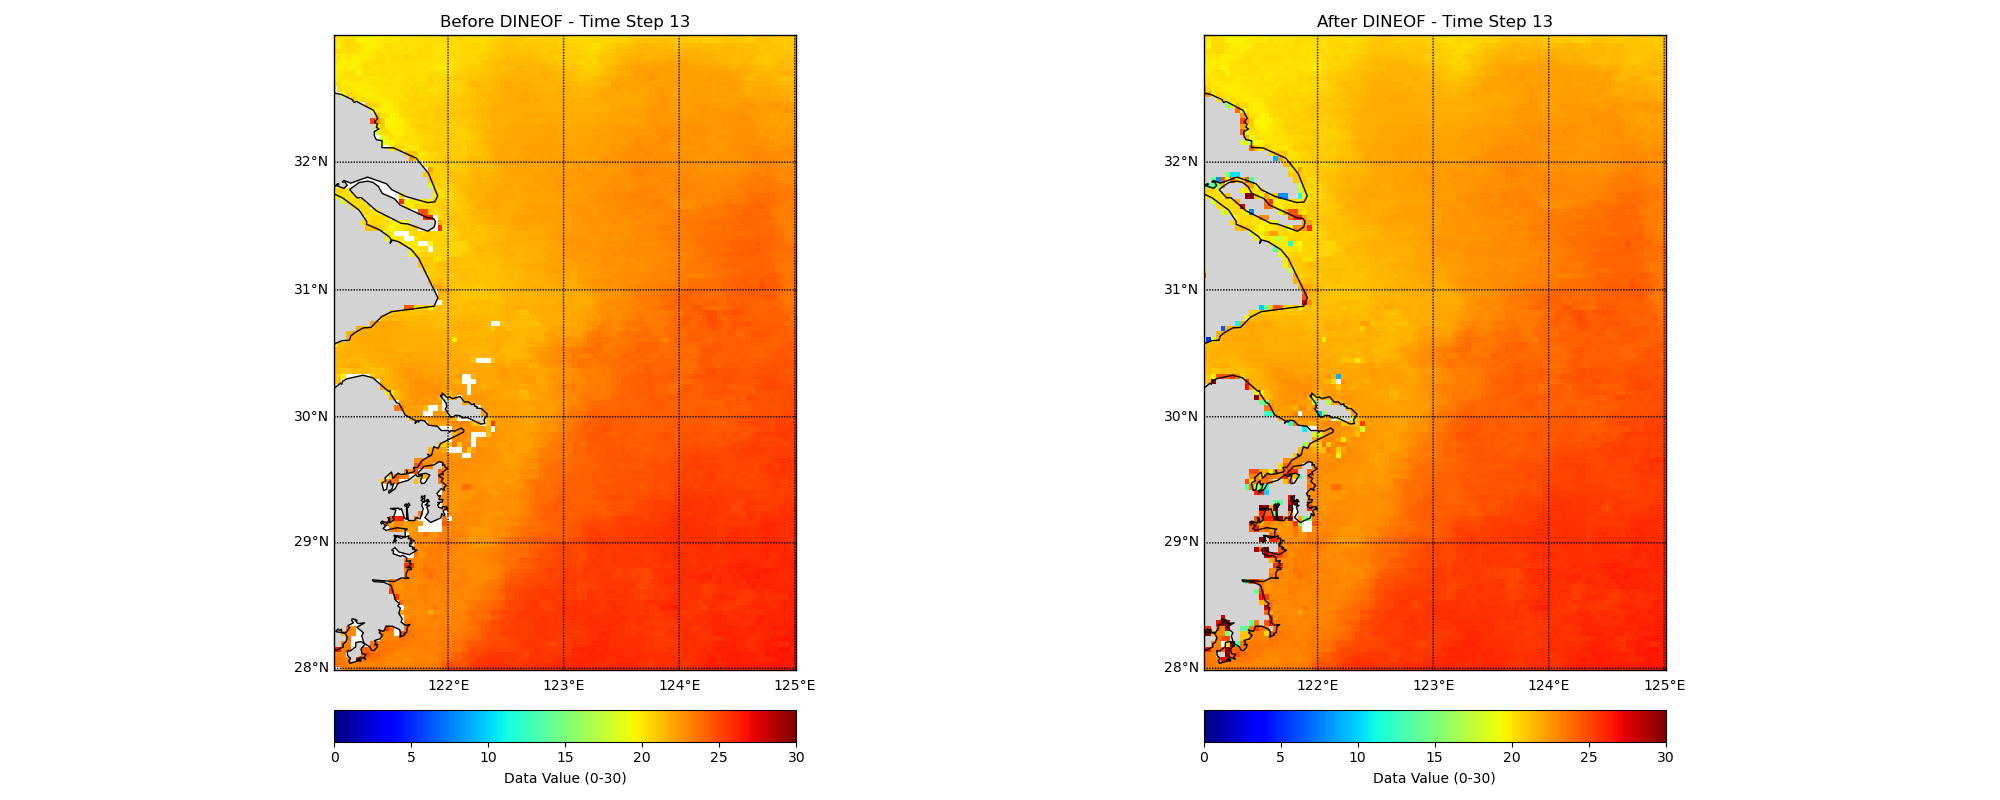 Before DINEOF - Time Step 13
32°N
31°N
30°N
29°N
28°N
122°E 123°E 124°E 125°E
0 5 10 15 20 25 30
Data Value (0-30)
After DINEOF - Time Step 13
32°N
31°N
30°N
29°N
28°N
122°E 123°E 124°E 125°E
0 5 10 15 20 25 30
Data Value (0-30)